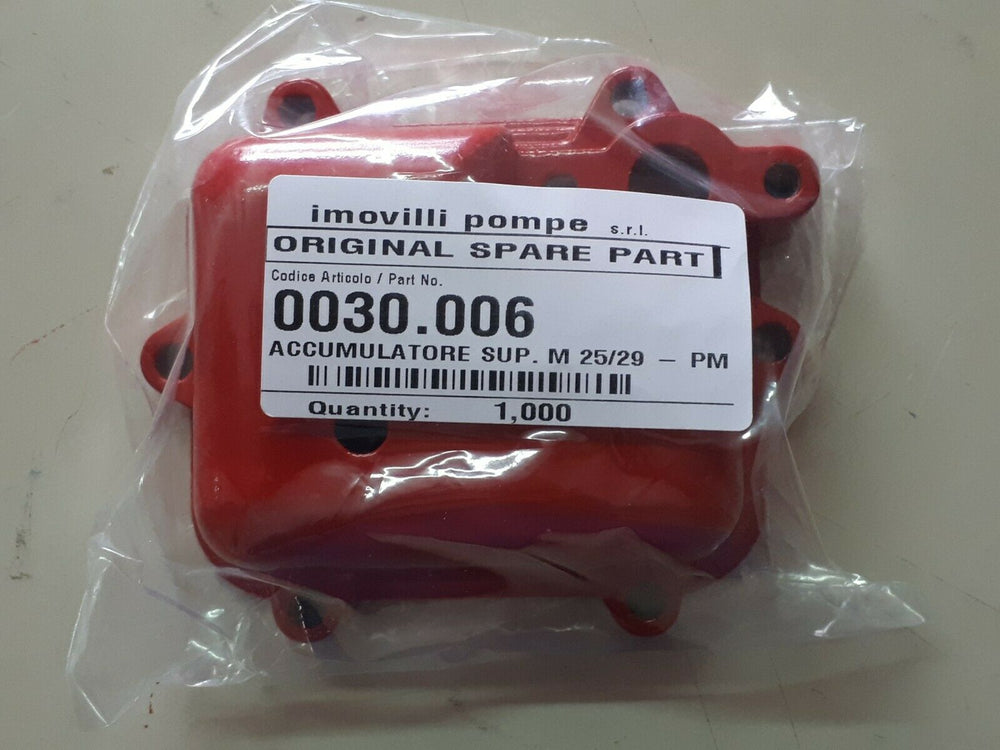 imovilli pompe s.r.l.
ORIGINAL SPARE PART
Codice Articolo / Part No.
0030.006
ACCUMULATORE SUP. M 25/29 – PM
Quantity: 1,000